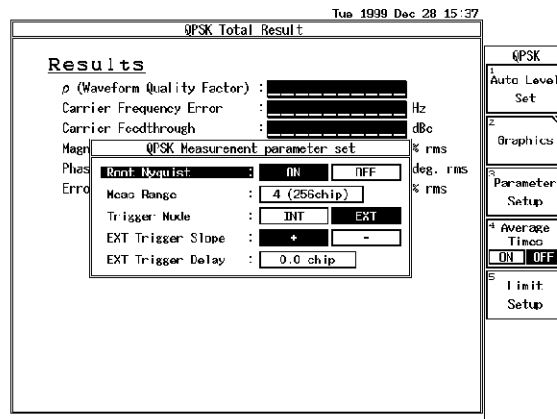 Tue 1999 Dec 28 15:37
QPSK Total Result
Results
ρ (Waveform Quality Factor) :
Carrier Frequency Error : Hz
Carrier Feedthrough : dBc
Magn % rms
Phas deg. rms
Erro % rms
QPSK Measurement parameter set
Root Nyquist : ON OFF
Meas Range : 4 (256chip)
Trigger Mode : INT EXT
EXT Trigger Slope : + -
EXT Trigger Delay : 0.0 chip
QPSK
1
Auto Level
Set
2
Graphics
3
Parameter
Setup
4 Average
Times
ON OFF
5
Limit
Setup